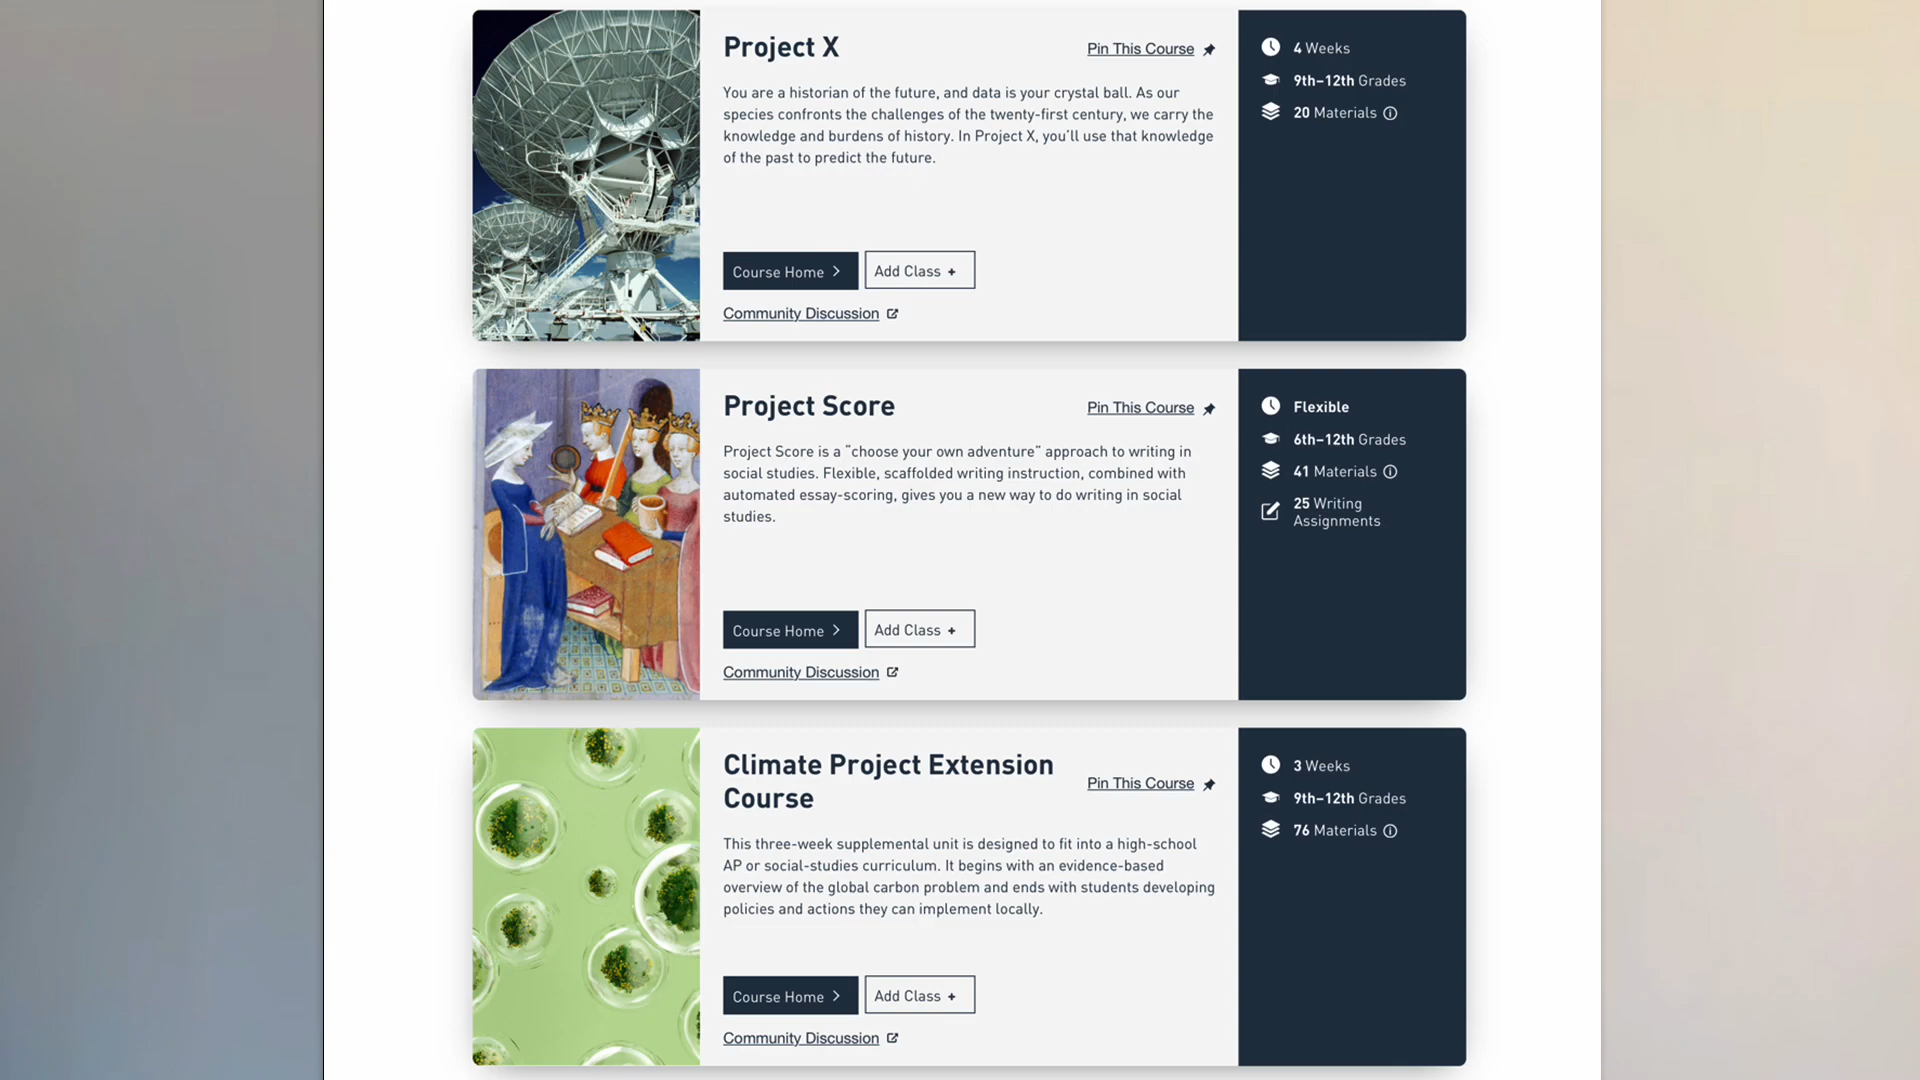 Project X
Pin This Course
You are a historian of the future, and data is your crystal ball. As our
species confronts the challenges of the twenty-first century, we carry the
knowledge and burdens of history. In Project X, you'll use that knowledge
of the past to predict the future.
Course Home
Add Class +
Community Discussion
4 Weeks
9th–12th Grades
20 Materials
Project Score
Pin This Course
Project Score is a “choose your own adventure” approach to writing in
social studies. Flexible, scaffolded writing instruction, combined with
automated essay-scoring, gives you a new way to do writing in social
studies.
Course Home
Add Class +
Community Discussion
Flexible
6th–12th Grades
41 Materials
25 Writing
Assignments
Climate Project Extension
Course
Pin This Course
This three-week supplemental unit is designed to fit into a high-school
AP or social-studies curriculum. It begins with an evidence-based
overview of the global carbon problem and ends with students developing
policies and actions they can implement locally.
Course Home
Add Class +
Community Discussion
3 Weeks
9th–12th Grades
76 Materials